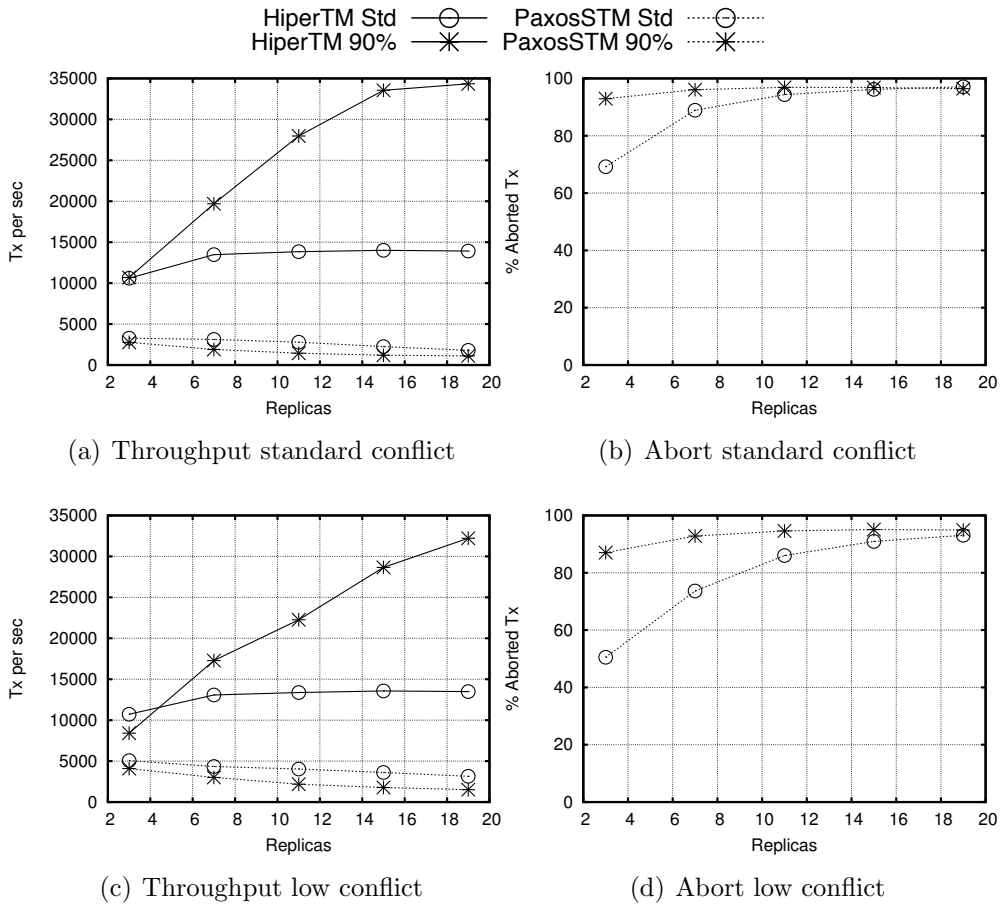 HiperTM Std PaxosSTM Std
HiperTM 90% PaxosSTM 90%
35000
30000
25000
20000
15000
10000
5000
0
Tx per sec
2 4 6 8 10 12 14 16 18 20
Replicas
(a) Throughput standard conflict
100
80
60
40
20
0
% Aborted Tx
2 4 6 8 10 12 14 16 18 20
Replicas
(b) Abort standard conflict
35000
30000
25000
20000
15000
10000
5000
0
Tx per sec
2 4 6 8 10 12 14 16 18 20
Replicas
(c) Throughput low conflict
100
80
60
40
20
0
% Aborted Tx
2 4 6 8 10 12 14 16 18 20
Replicas
(d) Abort low conflict